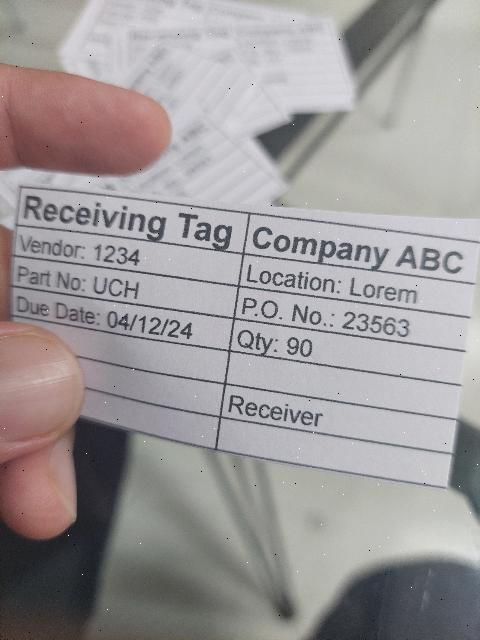 Receiving Tag
Company ABC
Vendor: 1234
Location: Lorem
Part No: UCH
P.O. No.: 23563
Due Date: 04/12/24
Qty: 90
Receiver